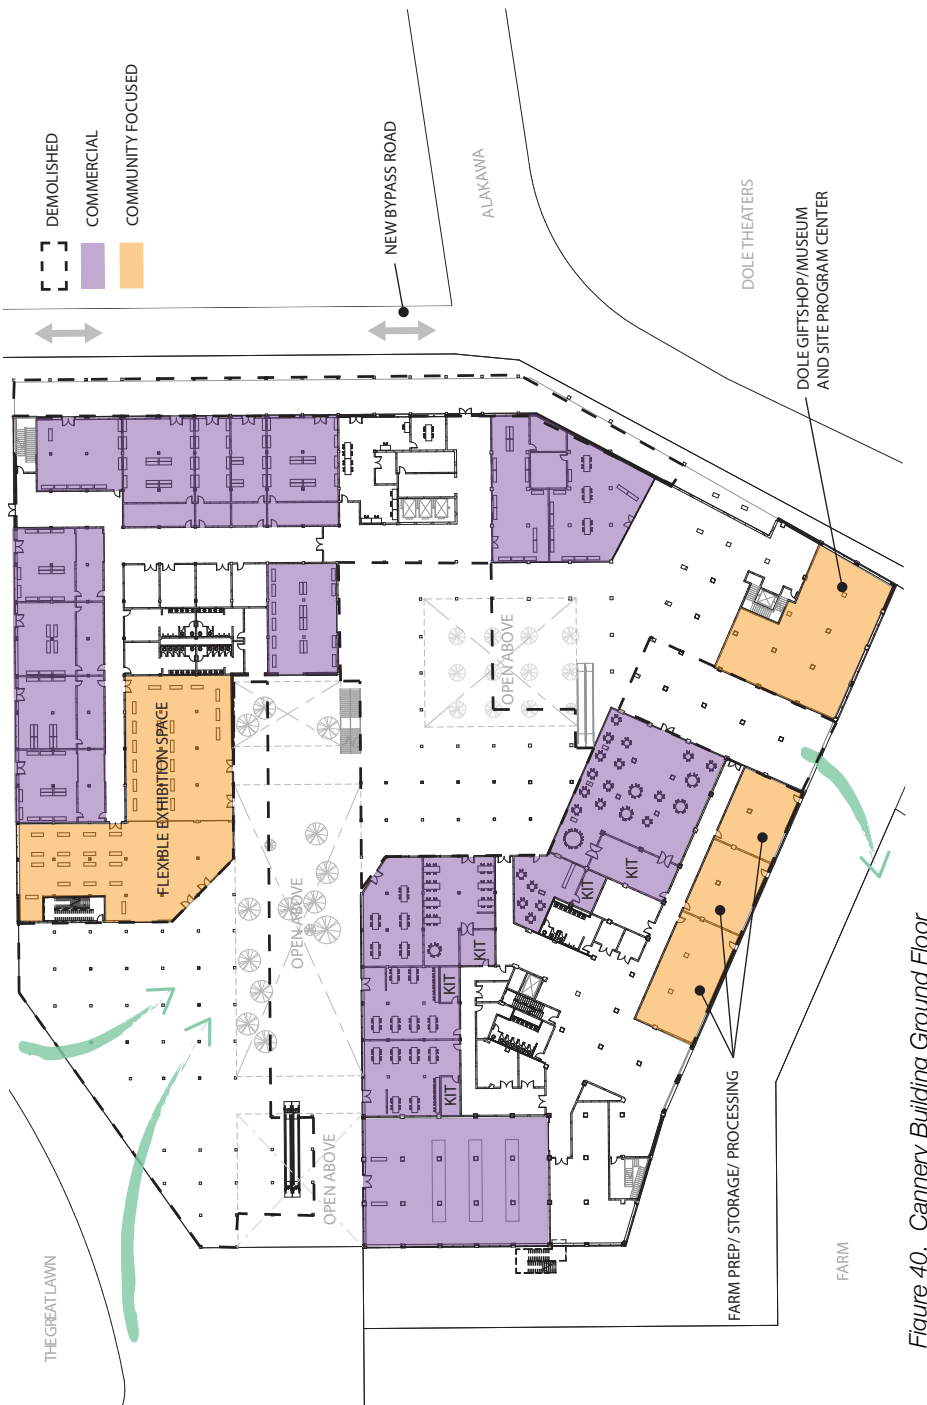 DEMOLISHED
COMMERCIAL
COMMUNITY FOCUSED
NEW BYPASS ROAD
ALAKAWA
DOLE THEATERS
DOLE GIFTSHOP/MUSEUM
AND SITE PROGRAM CENTER
OPEN ABOVE
FLEXIBLE EXHIBITION SPACE
OPEN ABOVE
KIT
KIT
KIT
KIT
KIT
OPEN ABOVE
FARM PREP/ STORAGE/ PROCESSING
THE GREAT LAWN
FARM
Figure 40. Cannery Building Ground Floor